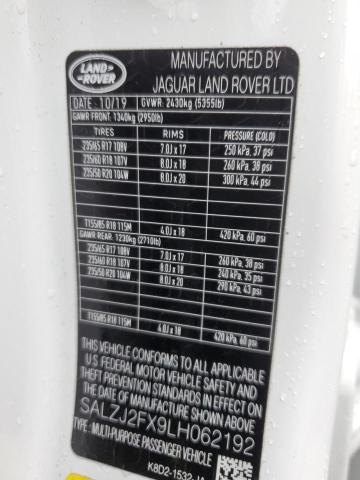 LAND ROVER
MANUFACTURED BY
JAGUAR LAND ROVER LTD
DATE 10/19 GVWR: 2430kg (5355lb)
GAWR FRONT: 1340kg (2950lb)
TIRES RIMS PRESSURE (COLD)
235/65 R17 108V 7.0J x 17 250 kPa, 37 psi
235/60 R18 107V 8.0J x 18 260 kPa, 38 psi
235/50 R20 104W 8.0J x 20 300 kPa, 44 psi
T155/85 R18 115M 4.0J x 18 420 kPa, 60 psi
GAWR REAR: 1230kg (2710lb)
235/65 R17 108V 7.0J x 17 260 kPa, 38 psi
235/60 R18 107V 8.0J x 18 240 kPa, 35 psi
235/50 R20 104W 8.0J x 20 290 kPa, 43 psi
T155/85 R18 115M 4.0J x 18 420 kPa, 60 psi
THIS VEHICLE CONFORMS TO ALL APPLICABLE
U.S. FEDERAL MOTOR VEHICLE SAFETY STANDARDS
IN EFFECT ON THE DATE OF MANUFACTURE SHOWN ABOVE.
SALZJ2FX9LH062192
TYPE: MULTI-PURPOSE PASSENGER VEHICLE
K8D2-1532-